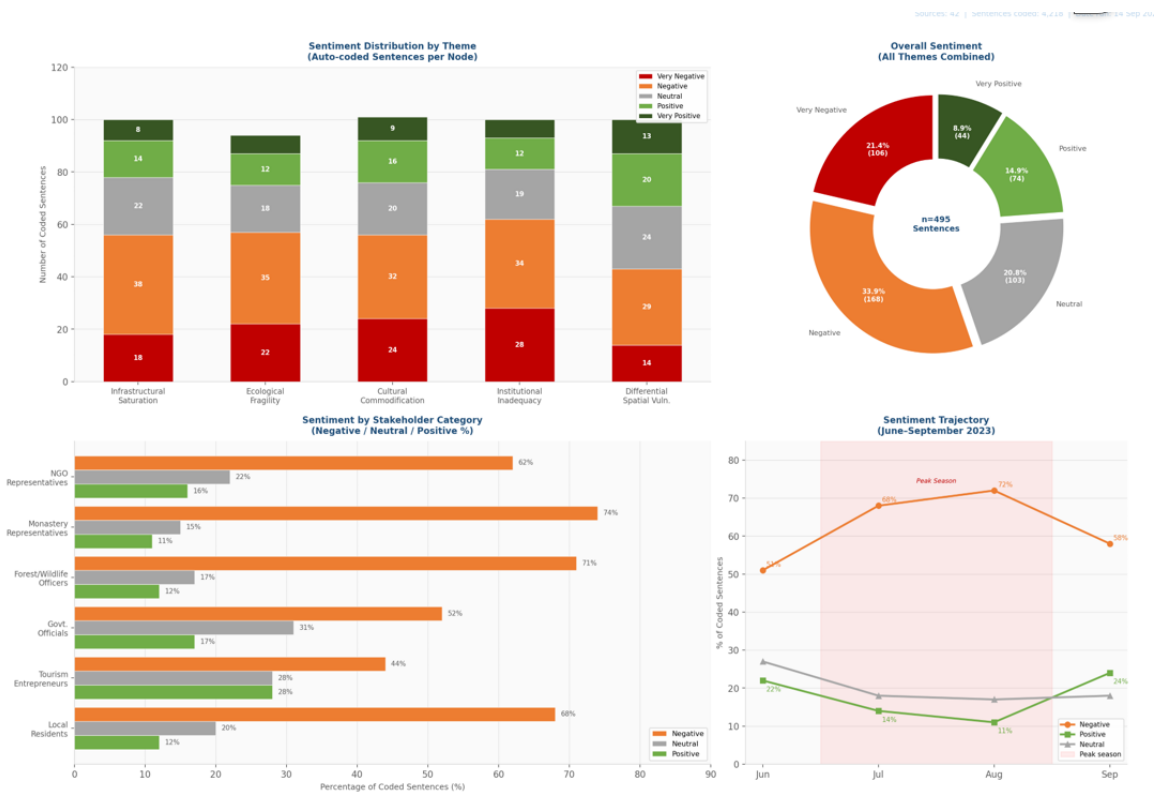 Sources: 42 | Sentences coded: 4,218
Sentiment Distribution by Theme
(Auto-coded Sentences per Node)
Number of Coded Sentences
120
100
80
60
40
20
0
Very Negative
Negative
Neutral
Positive
Very Positive
8
14
22
38
18
12
18
35
22
9
16
20
32
24
12
19
34
28
13
20
24
29
14
Infrastructural
Saturation
Ecological
Fragility
Cultural
Commodification
Institutional
Inadequacy
Differential
Spatial Vuln.
Overall Sentiment
(All Themes Combined)
Very Positive
Very Negative
Positive
Neutral
Negative
8.9%
(44)
21.4%
(106)
14.9%
(74)
n=495
Sentences
20.8%
(103)
33.9%
(168)
Sentiment by Stakeholder Category
(Negative / Neutral / Positive %)
NGO
Representatives
62%
22%
16%
Monastery
Representatives
74%
15%
11%
Forest/Wildlife
Officers
71%
17%
12%
Govt.
Officials
52%
31%
17%
Tourism
Entrepreneurs
44%
28%
28%
Local
Residents
68%
20%
12%
Negative
Neutral
Positive
0 10 20 30 40 50 60 70 80 90
Percentage of Coded Sentences (%)
Sentiment Trajectory
(June–September 2023)
% of Coded Sentences
80
70
60
50
40
30
20
10
0
Peak Season
51%
68%
72%
58%
22%
14%
11%
24%
Negative
Positive
Neutral
Peak season
Jun Jul Aug Sep